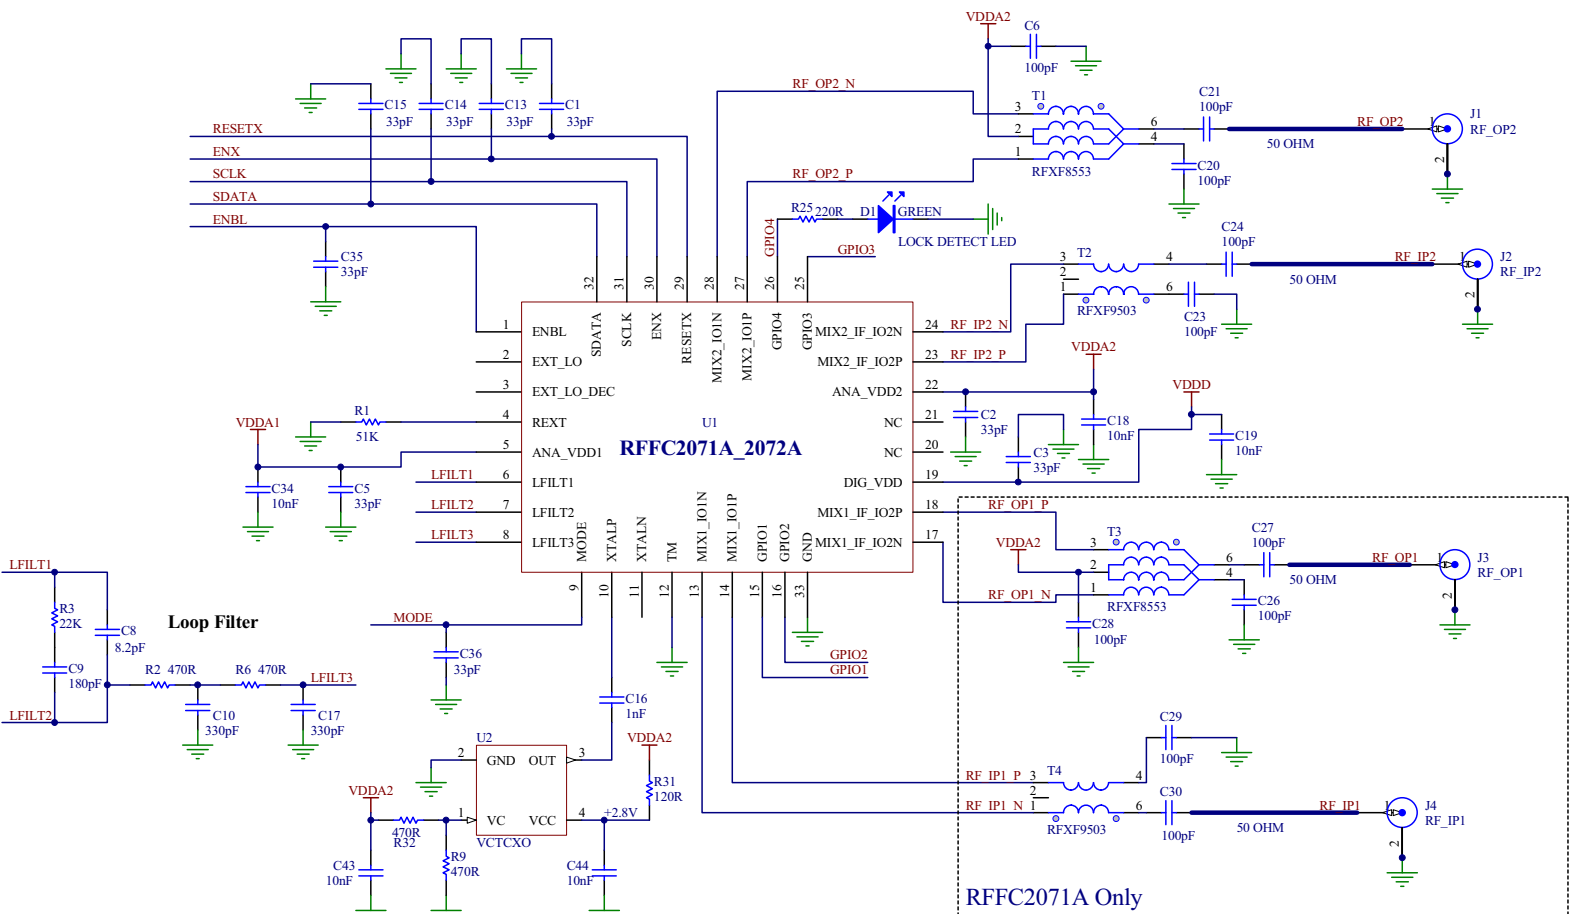 VDDA2
C6
100pF
RF_OP2_N
T1
3
2
1
6
4
RFXF8553
C21
100pF
RF_OP2
50 OHM
1
J1
RF_OP2
2
C20
100pF
C15
33pF
C14
33pF
C13
33pF
C1
33pF
RESETX
ENX
SCLK
SDATA
ENBL
RF_OP2_P
R25
220R
D1
GREEN
LOCK DETECT LED
GPIO4
GPIO3
C35
33pF
C24
100pF
T2
3
2
1
4
6
RFXF9503
RF_IP2
50 OHM
1
J2
RF_IP2
2
C23
100pF
32
31
30
29
28
27
26
25
SDATA
SCLK
ENX
RESETX
MIX2_IO1N
MIX2_IO1P
GPIO4
GPIO3
1
ENBL
2
EXT_LO
3
EXT_LO_DEC
4
REXT
5
ANA_VDD1
6
LFILT1
7
LFILT2
8
LFILT3
MIX2_IF_IO2N
24
RF_IP2_N
MIX2_IF_IO2P
23
RF_IP2_P
ANA_VDD2
22
NC
21
NC
20
DIG_VDD
19
MIX1_IF_IO2P
18
RF_OP1_P
MIX1_IF_IO2N
17
RF_OP1_N
U1
RFFC2071A_2072A
VDDA2
VDDD
C2
33pF
C18
10nF
C3
33pF
C19
10nF
R1
51K
VDDA1
C34
10nF
C5
33pF
LFILT1
LFILT2
LFILT3
MODE
XTALP
XTALN
TM
MIX1_IO1N
MIX1_IO1P
GPIO1
GPIO2
GND
9
10
11
12
13
14
15
16
33
VDDA2
T3
3
2
1
6
4
RFXF8553
C28
100pF
C27
100pF
RF_OP1
50 OHM
1
J3
RF_OP1
2
C26
100pF
LFILT1
R3
22K
C8
8.2pF
Loop Filter
C9
180pF
R2 470R
R6 470R
LFILT3
C10
330pF
C17
330pF
LFILT2
MODE
C36
33pF
GPIO2
GPIO1
C16
1nF
U2
2
GND
OUT
3
1
VC
VCC
4
VCTCXO
VDDA2
R31
120R
+2.8V
VDDA2
470R
R32
R9
470R
C43
10nF
C44
10nF
C29
100pF
RF_IP1_P
3
T4
2
4
RF_IP1_N
1
6
RFXF9503
C30
100pF
RF_IP1
50 OHM
1
J4
RF_IP1
2
RFFC2071A Only